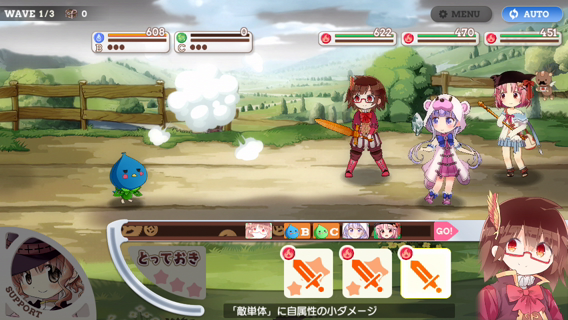 WAVE 1/3 0
MENU
AUTO
608
B
0
C
622
470
451
B
C
GO!
とっておき
SUPPORT
「敵単体」に自属性の小ダメージ